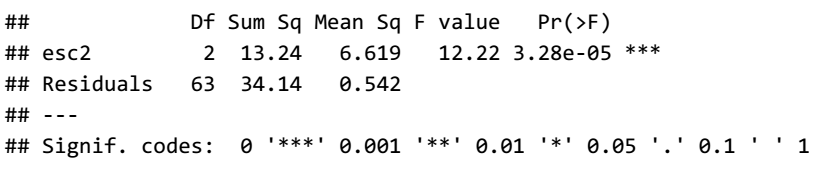 ##             Df Sum Sq Mean Sq F value   Pr(>F)
## esc2         2  13.24   6.619   12.22 3.28e-05 ***
## Residuals   63  34.14   0.542
## ---
## Signif. codes:  0 '***' 0.001 '**' 0.01 '*' 0.05 '.' 0.1 ' ' 1